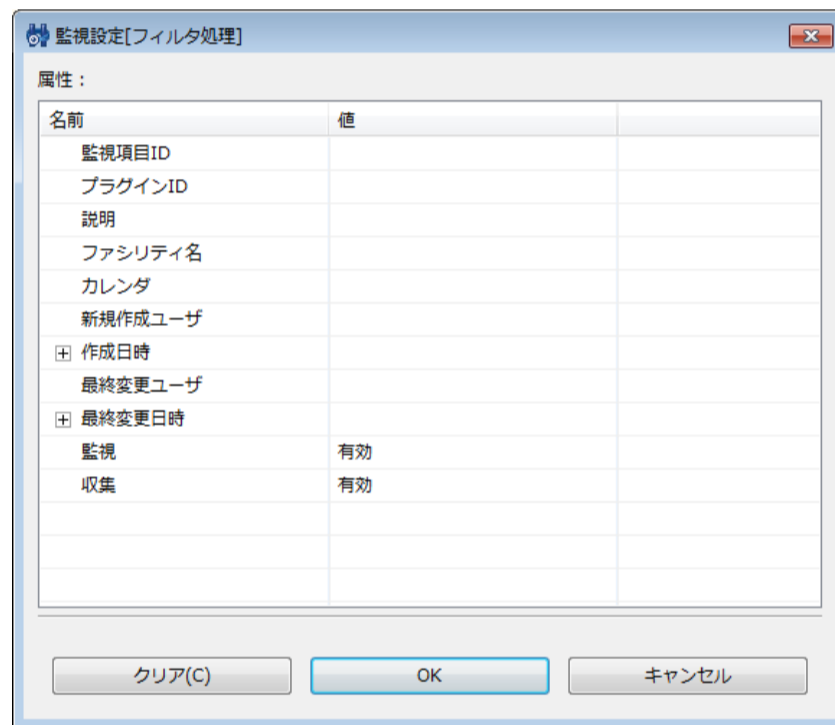 監視設定[フィルタ処理]
属性：
名前 値
監視項目ID
プラグインID
説明
ファシリティ名
カレンダ
新規作成ユーザ
作成日時
最終変更ユーザ
最終変更日時
監視 有効
収集 有効
クリア(C) OK キャンセル